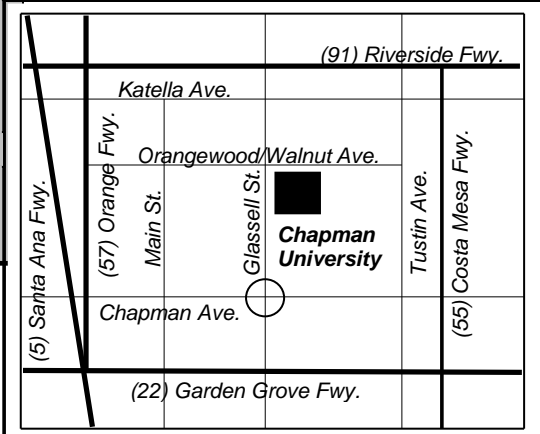 (91) Riverside Fwy.
Katella Ave.
Orangewood/Walnut Ave.
(5) Santa Ana Fwy.
(57) Orange Fwy.
Main St.
Glassell St.
Chapman
University
Tustin Ave.
(55) Costa Mesa Fwy.
Chapman Ave.
(22) Garden Grove Fwy.